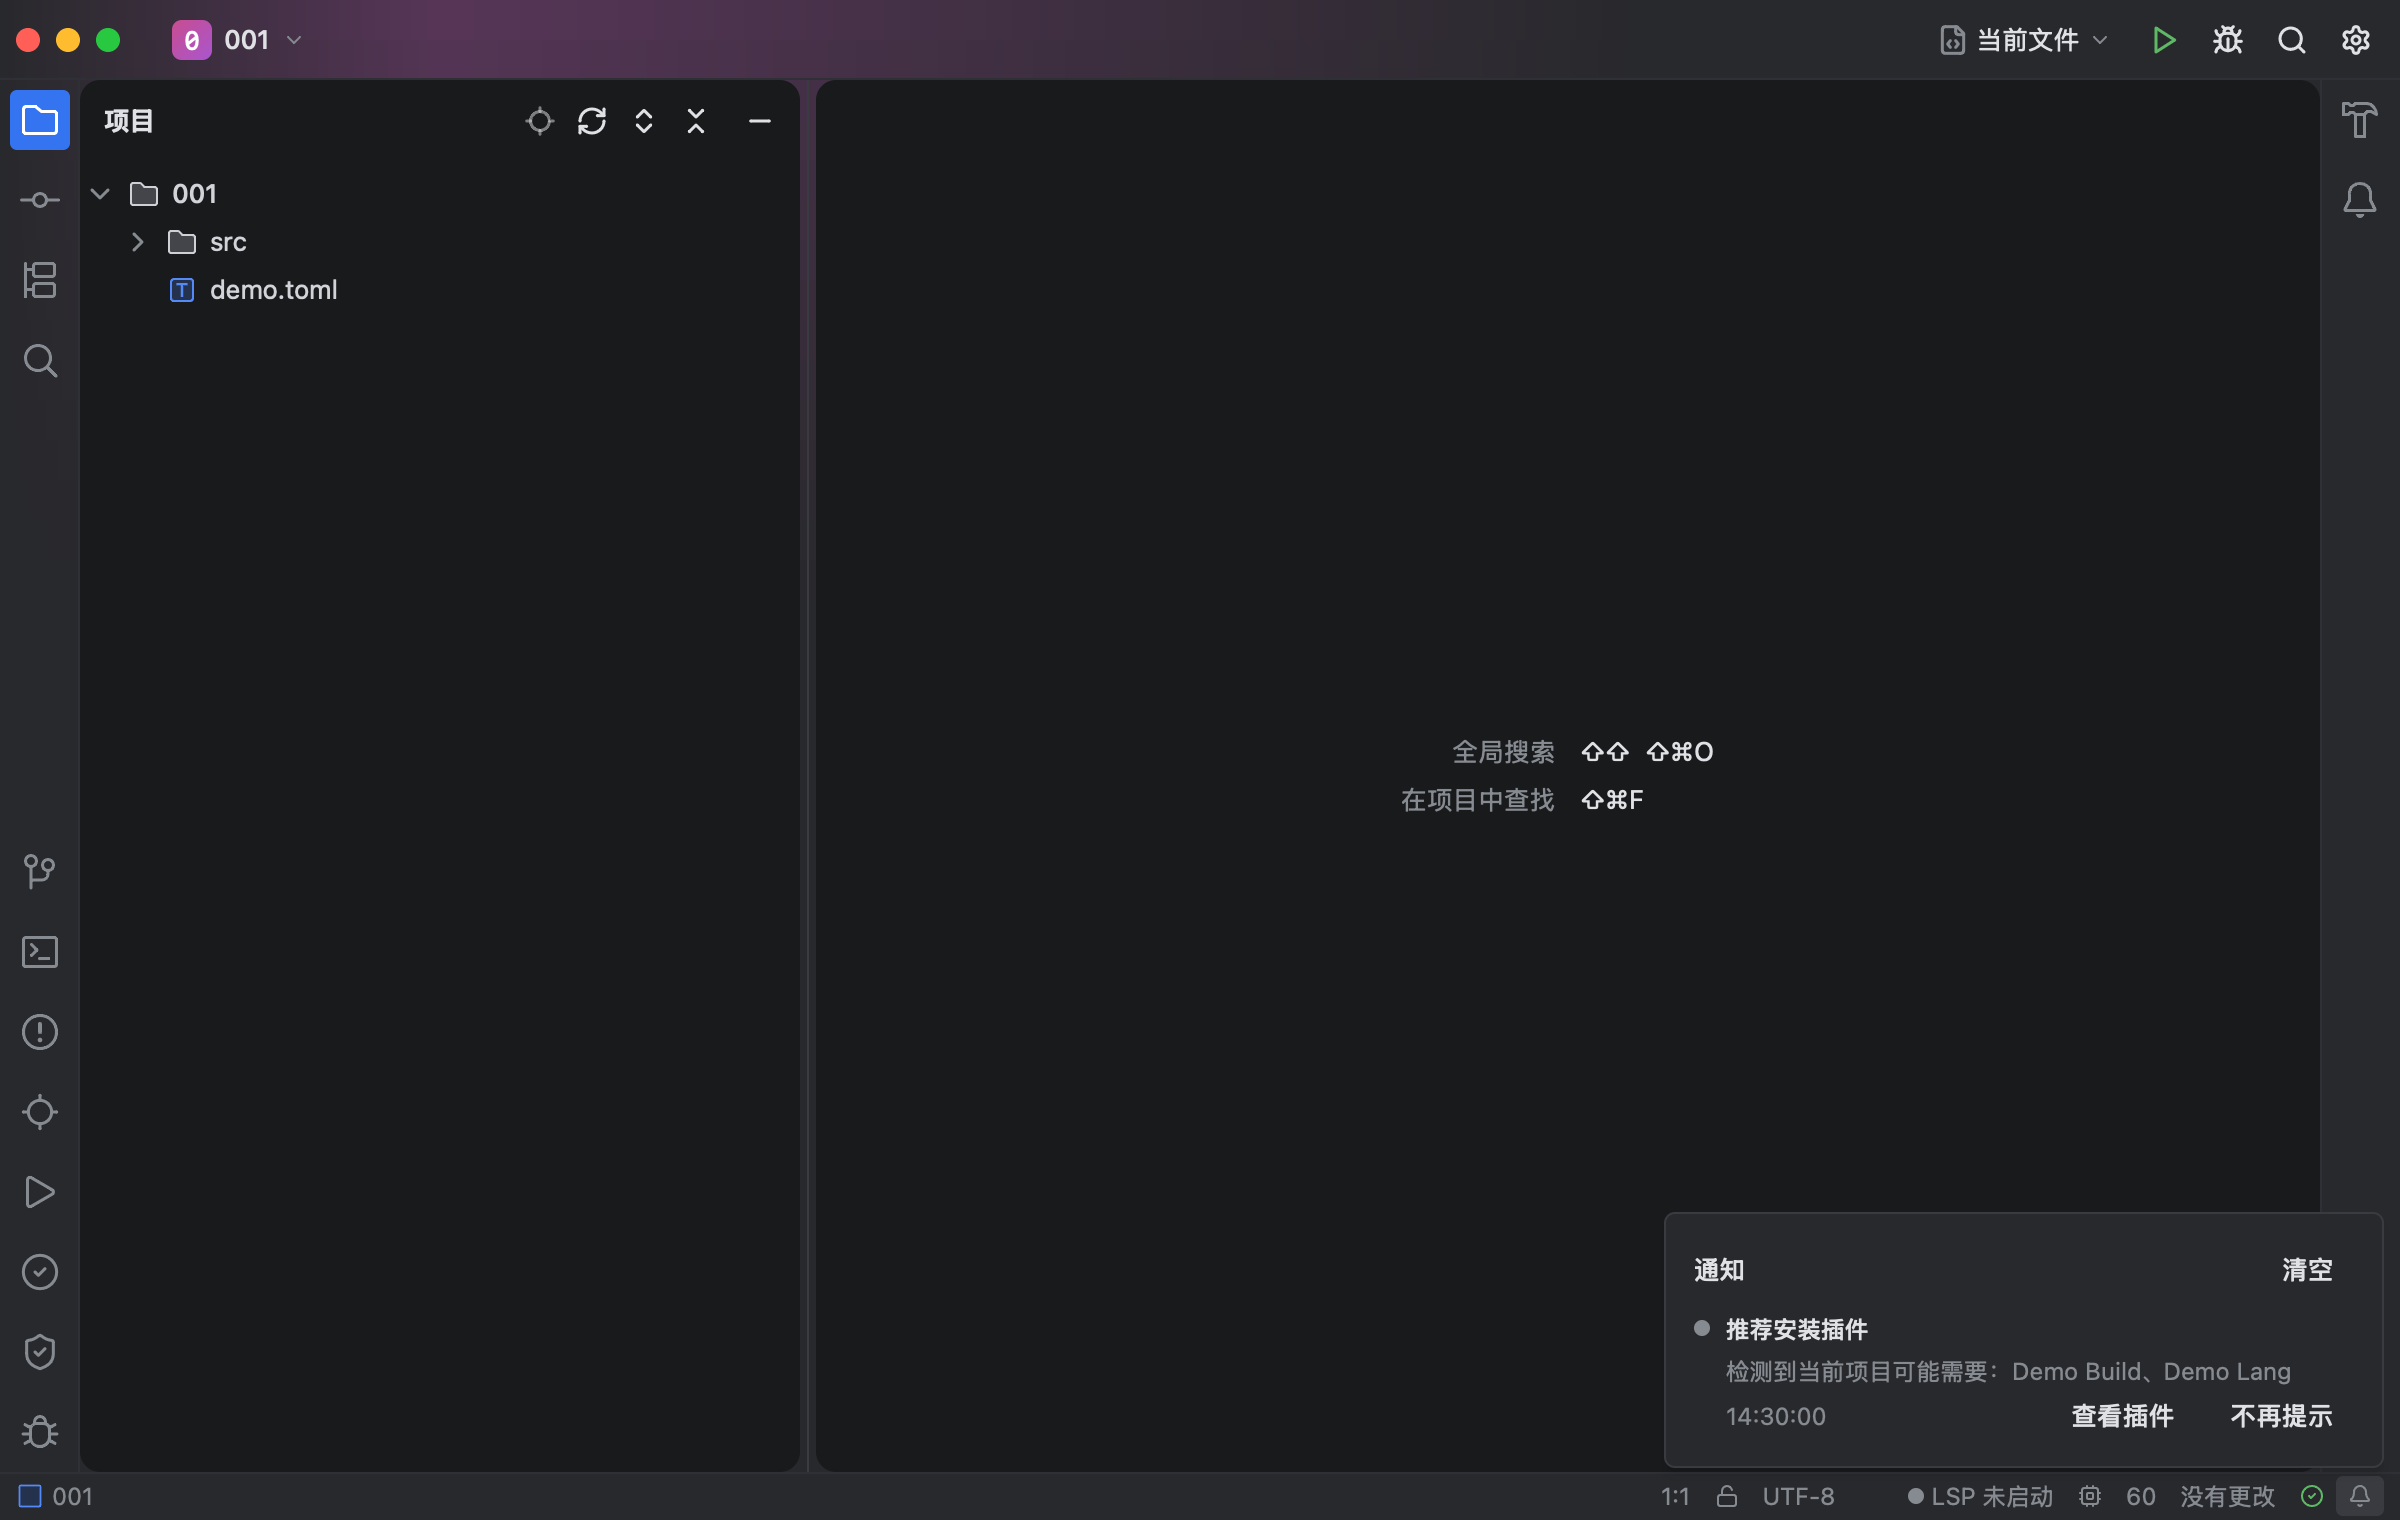 0 001
当前文件
项目
001
src
T demo.toml
全局搜索 ⇧⇧ ⇧⌘O
在项目中查找 ⇧⌘F
通知 清空
推荐安装插件
检测到当前项目可能需要：Demo Build、Demo Lang
14:30:00 查看插件 不再提示
001 1:1 UTF-8 LSP 未启动 60 没有更改